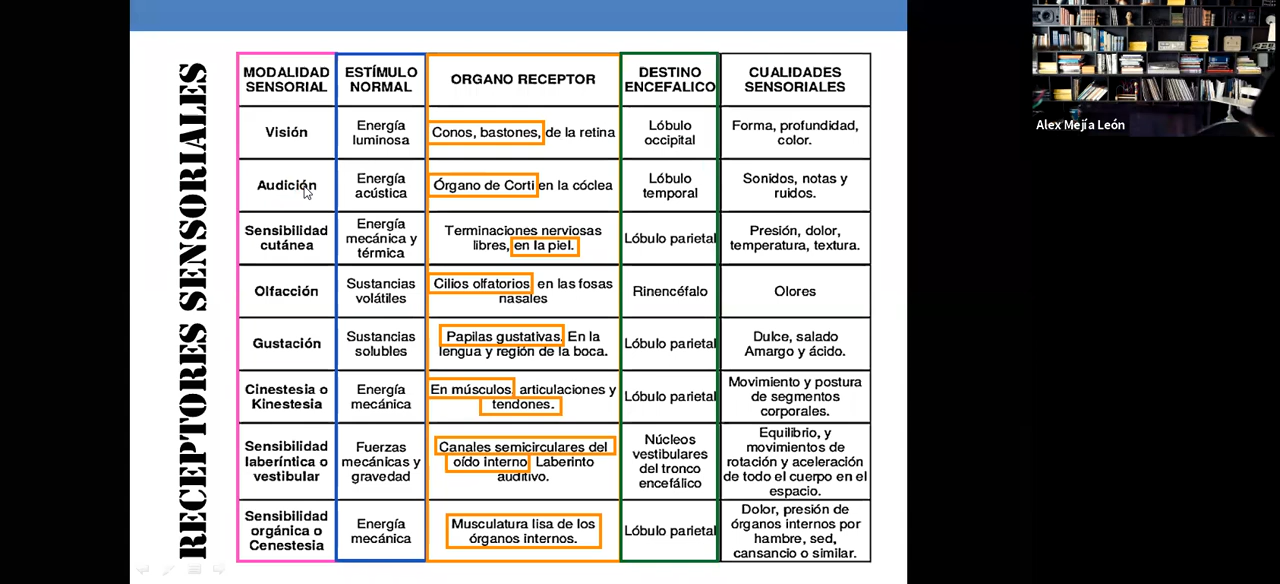 RECEPTORES SENSORIALES
MODALIDAD
SENSORIAL
ESTÍMULO
NORMAL
ORGANO RECEPTOR
DESTINO
ENCEFALICO
CUALIDADES
SENSORIALES
Visión
Energía
luminosa
Conos, bastones, de la retina
Lóbulo
occipital
Forma, profundidad,
color.
Audición
Energía
acústica
Órgano de Corti en la cóclea
Lóbulo
temporal
Sonidos, notas y
ruidos.
Sensibilidad
cutánea
Energía
mecánica y
térmica
Terminaciones nerviosas
libres, en la piel.
Lóbulo parietal
Presión, dolor,
temperatura, textura.
Olfacción
Sustancias
volátiles
Cilios olfatorios en las fosas
nasales
Rinencéfalo
Olores
Gustación
Sustancias
solubles
Papilas gustativas. En la
lengua y región de la boca.
Lóbulo parietal
Dulce, salado
Amargo y ácido.
Cinestesia o
Kinestesia
Energía
mecánica
En músculos, articulaciones y
tendones.
Lóbulo parietal
Movimiento y postura
de segmentos
corporales.
Sensibilidad
laberíntica o
vestibular
Fuerzas
mecánicas y
gravedad
Canales semicirculares del
oído interno. Laberinto
auditivo.
Núcleos
vestibulares
del tronco
encefálico
Equilibrio, y
movimientos de
rotación y aceleración
de todo el cuerpo en el
espacio.
Sensibilidad
orgánica o
Cenestesia
Energía
mecánica
Musculatura lisa de los
órganos internos.
Lóbulo parietal
Dolor, presión de
órganos internos por
hambre, sed,
cansancio o similar.
Alex Mejía León